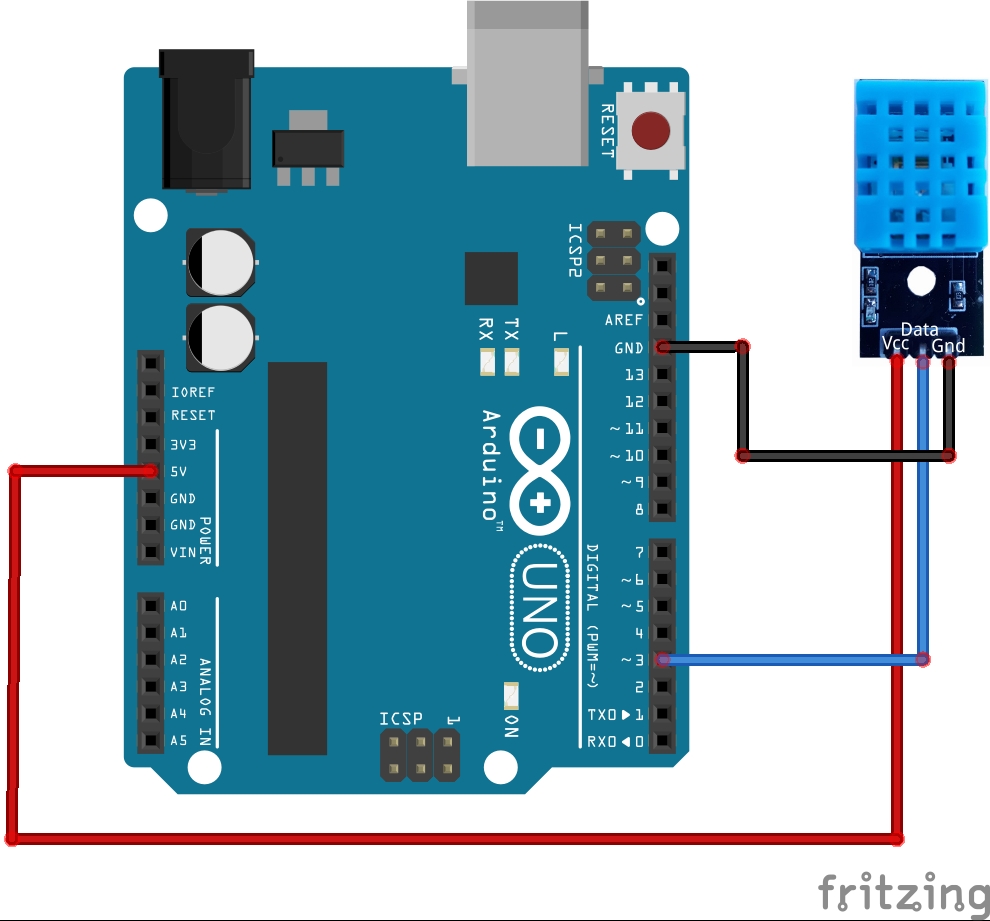 RESET
ICSP2
AREF
GND
13
12
~11
~10
~9
8
7
~6
~5
4
~3
2
TX0▶1
RX0◀0
DIGITAL (PWM=~)
RX
TX
L
Arduino™
UNO
ON
ICSP
1
IOREF
RESET
3V3
5V
GND
GND
VIN
POWER
A0
A1
A2
A3
A4
A5
ANALOG IN
Data
Vcc
Gnd
fritzing